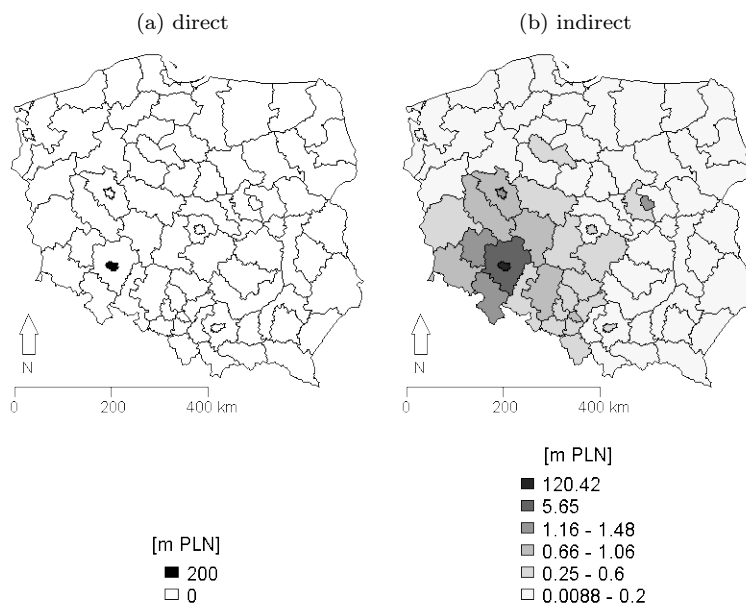 (a) direct
(b) indirect
N
0 200 400 km
N
0 200 400 km
[m PLN]
200
0
[m PLN]
120.42
5.65
1.16 - 1.48
0.66 - 1.06
0.25 - 0.6
0.0088 - 0.2